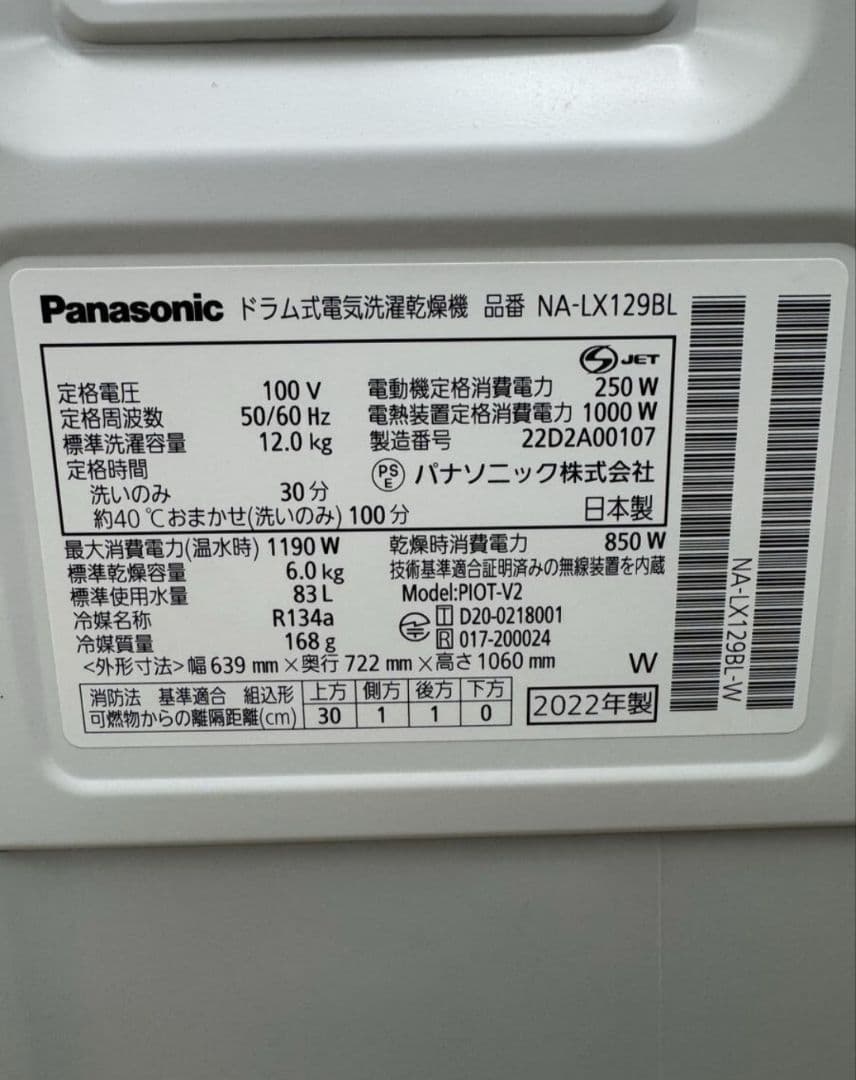 Panasonic ドラム式電気洗濯乾燥機 品番 NA-LX129BL
S JET
定格電圧 100 V 電動機定格消費電力 250 W
定格周波数 50/60 Hz 電熱装置定格消費電力 1000 W
標準洗濯容量 12.0 kg 製造番号 22D2A00107
定格時間 PS E パナソニック株式会社
洗いのみ 30分
約40℃おまかせ(洗いのみ) 100分 日本製
最大消費電力(温水時) 1190 W 乾燥時消費電力 850 W
標準乾燥容量 6.0 kg 技術基準適合証明済みの無線装置を内蔵
標準使用水量 83 L Model:PIOT-V2
冷媒名称 R134a T D20-0218001
冷媒質量 168 g R 017-200024
<外形寸法>幅 639 mm×奥行 722 mm×高さ 1060 mm W
消防法 基準適合 組込形 上方 側方 後方 下方
可燃物からの離隔距離(cm) 30 1 1 0
2022年製
NA-LX129BL-W